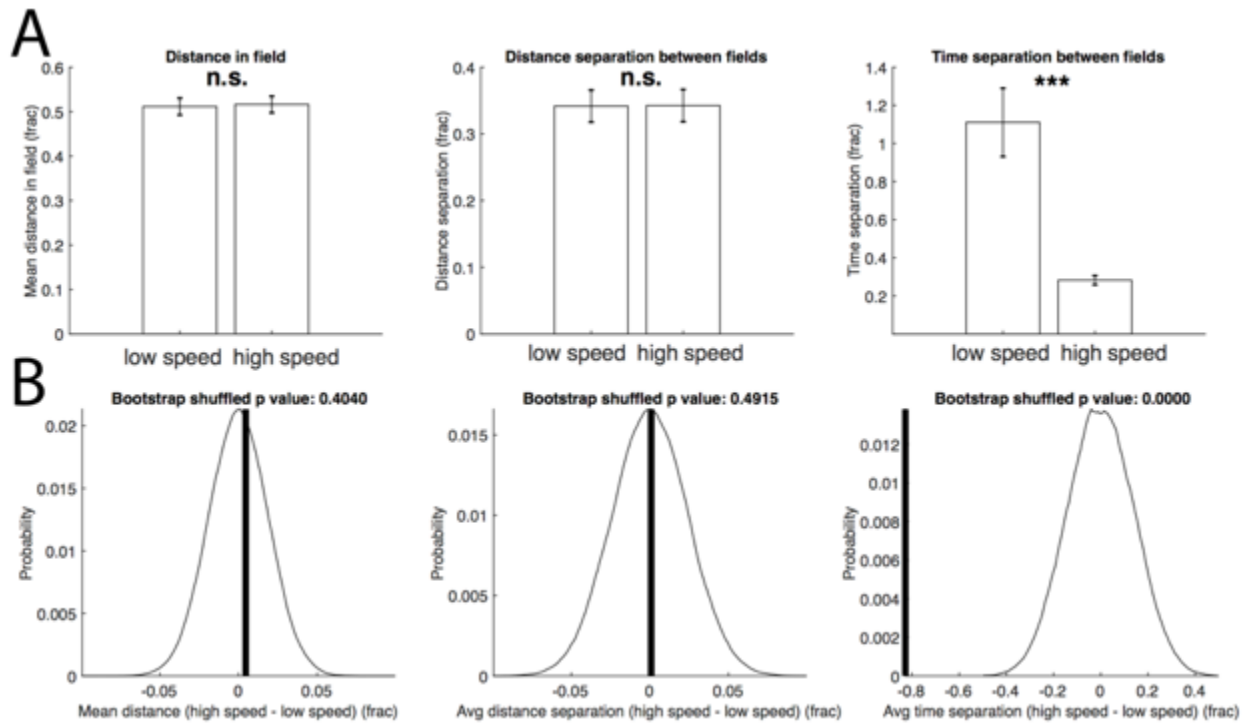 A
Distance in field
n.s.
Mean distance in field (frac)
0.6
0.5
0.4
0.3
0.2
0.1
0
low speed high speed
Distance separation between fields
n.s.
Distance separation (frac)
0.4
0.3
0.2
0.1
0
low speed high speed
Time separation between fields
***
Time separation (frac)
1.4
1.2
1
0.8
0.6
0.4
0.2
low speed high speed
B
Bootstrap shuffled p value: 0.4040
Probability
0.02
0.015
0.01
0.005
0
-0.05 0 0.05
Mean distance (high speed - low speed) (frac)
Bootstrap shuffled p value: 0.4915
Probability
0.015
0.01
0.005
0
-0.05 0 0.05
Avg distance separation (high speed - low speed) (frac)
Bootstrap shuffled p value: 0.0000
Probability
0.012
0.01
0.008
0.006
0.004
0.002
0
-0.8 -0.6 -0.4 -0.2 0 0.2 0.4
Avg time separation (high speed - low speed) (frac)